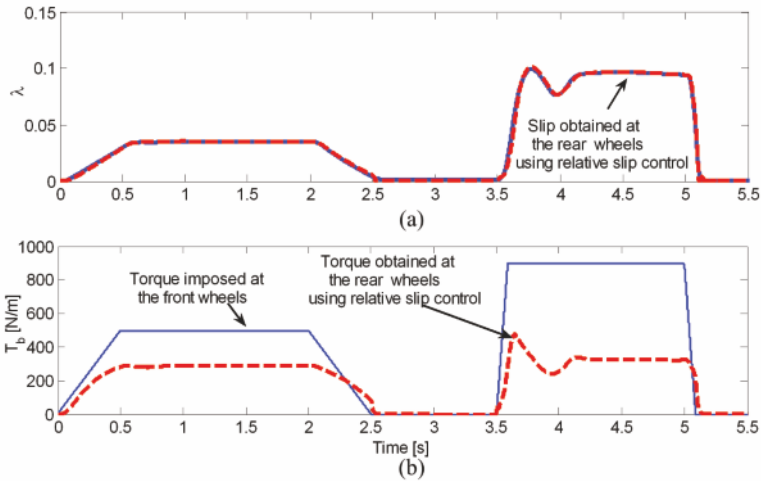 0.15
0.1
λ
0.05
0
Slip obtained at
the rear wheels
using relative slip control
0 0.5 1 1.5 2 2.5 3 3.5 4 4.5 5 5.5
(a)
1000
800
600
400
200
0
T_b [N/m]
Torque imposed at
the front wheels
Torque obtained at
the rear wheels
using relative slip control
0 0.5 1 1.5 2 2.5 3 3.5 4 4.5 5 5.5
Time [s]
(b)